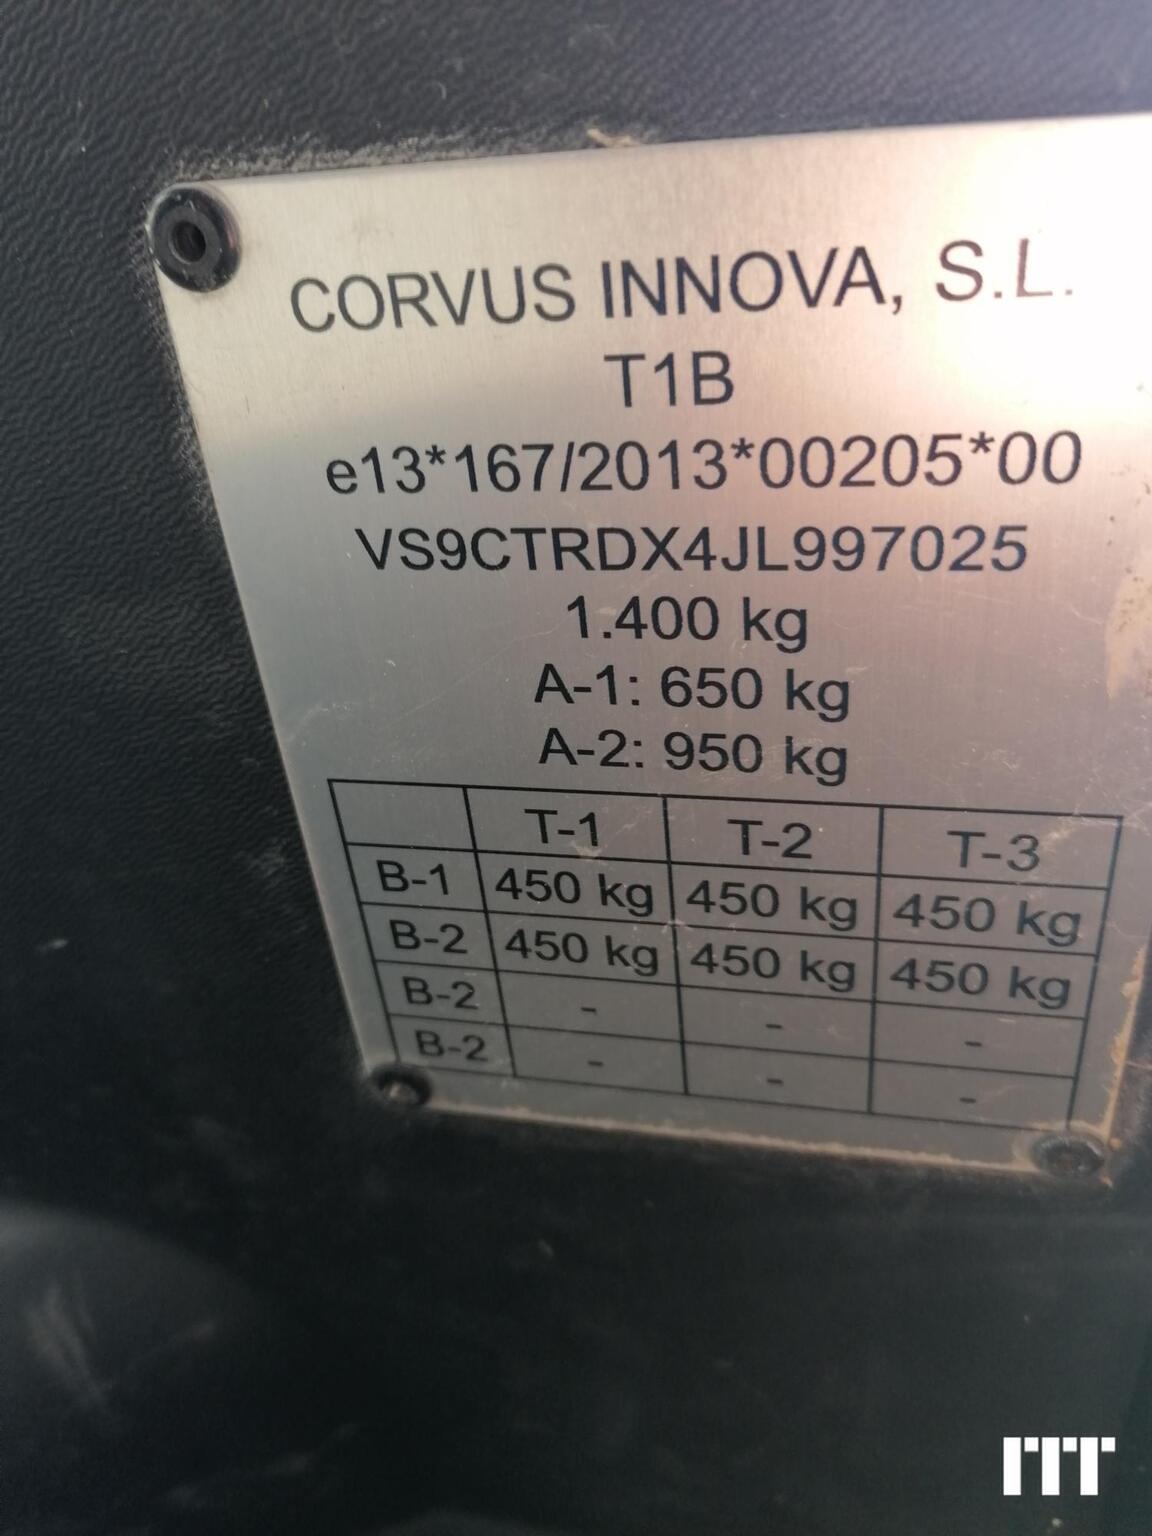 CORVUS INNOVA, S.L.
T1B
e13*167/2013*00205*00
VS9CTRDX4JL997025
1.400 kg
A-1: 650 kg
A-2: 950 kg
T-1 T-2 T-3
B-1 450 kg 450 kg 450 kg
B-2 450 kg 450 kg 450 kg
B-2 - - -
B-2 - - -